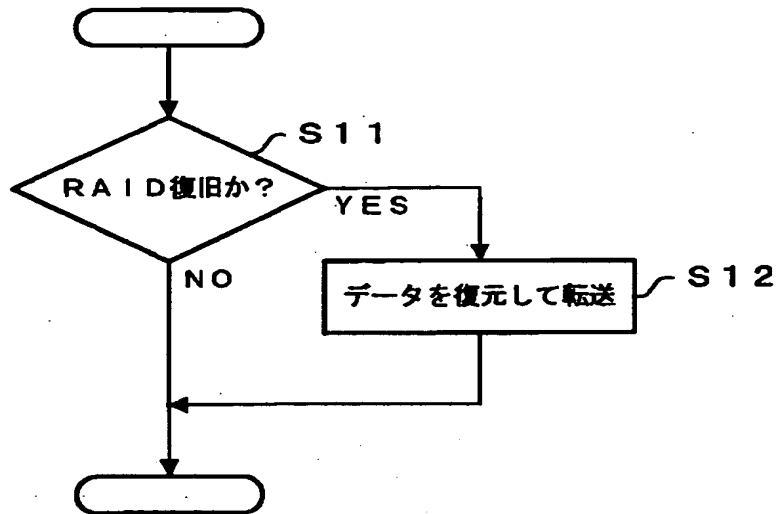 S11
RAID復旧か?
YES
NO
データを復元して転送
S12